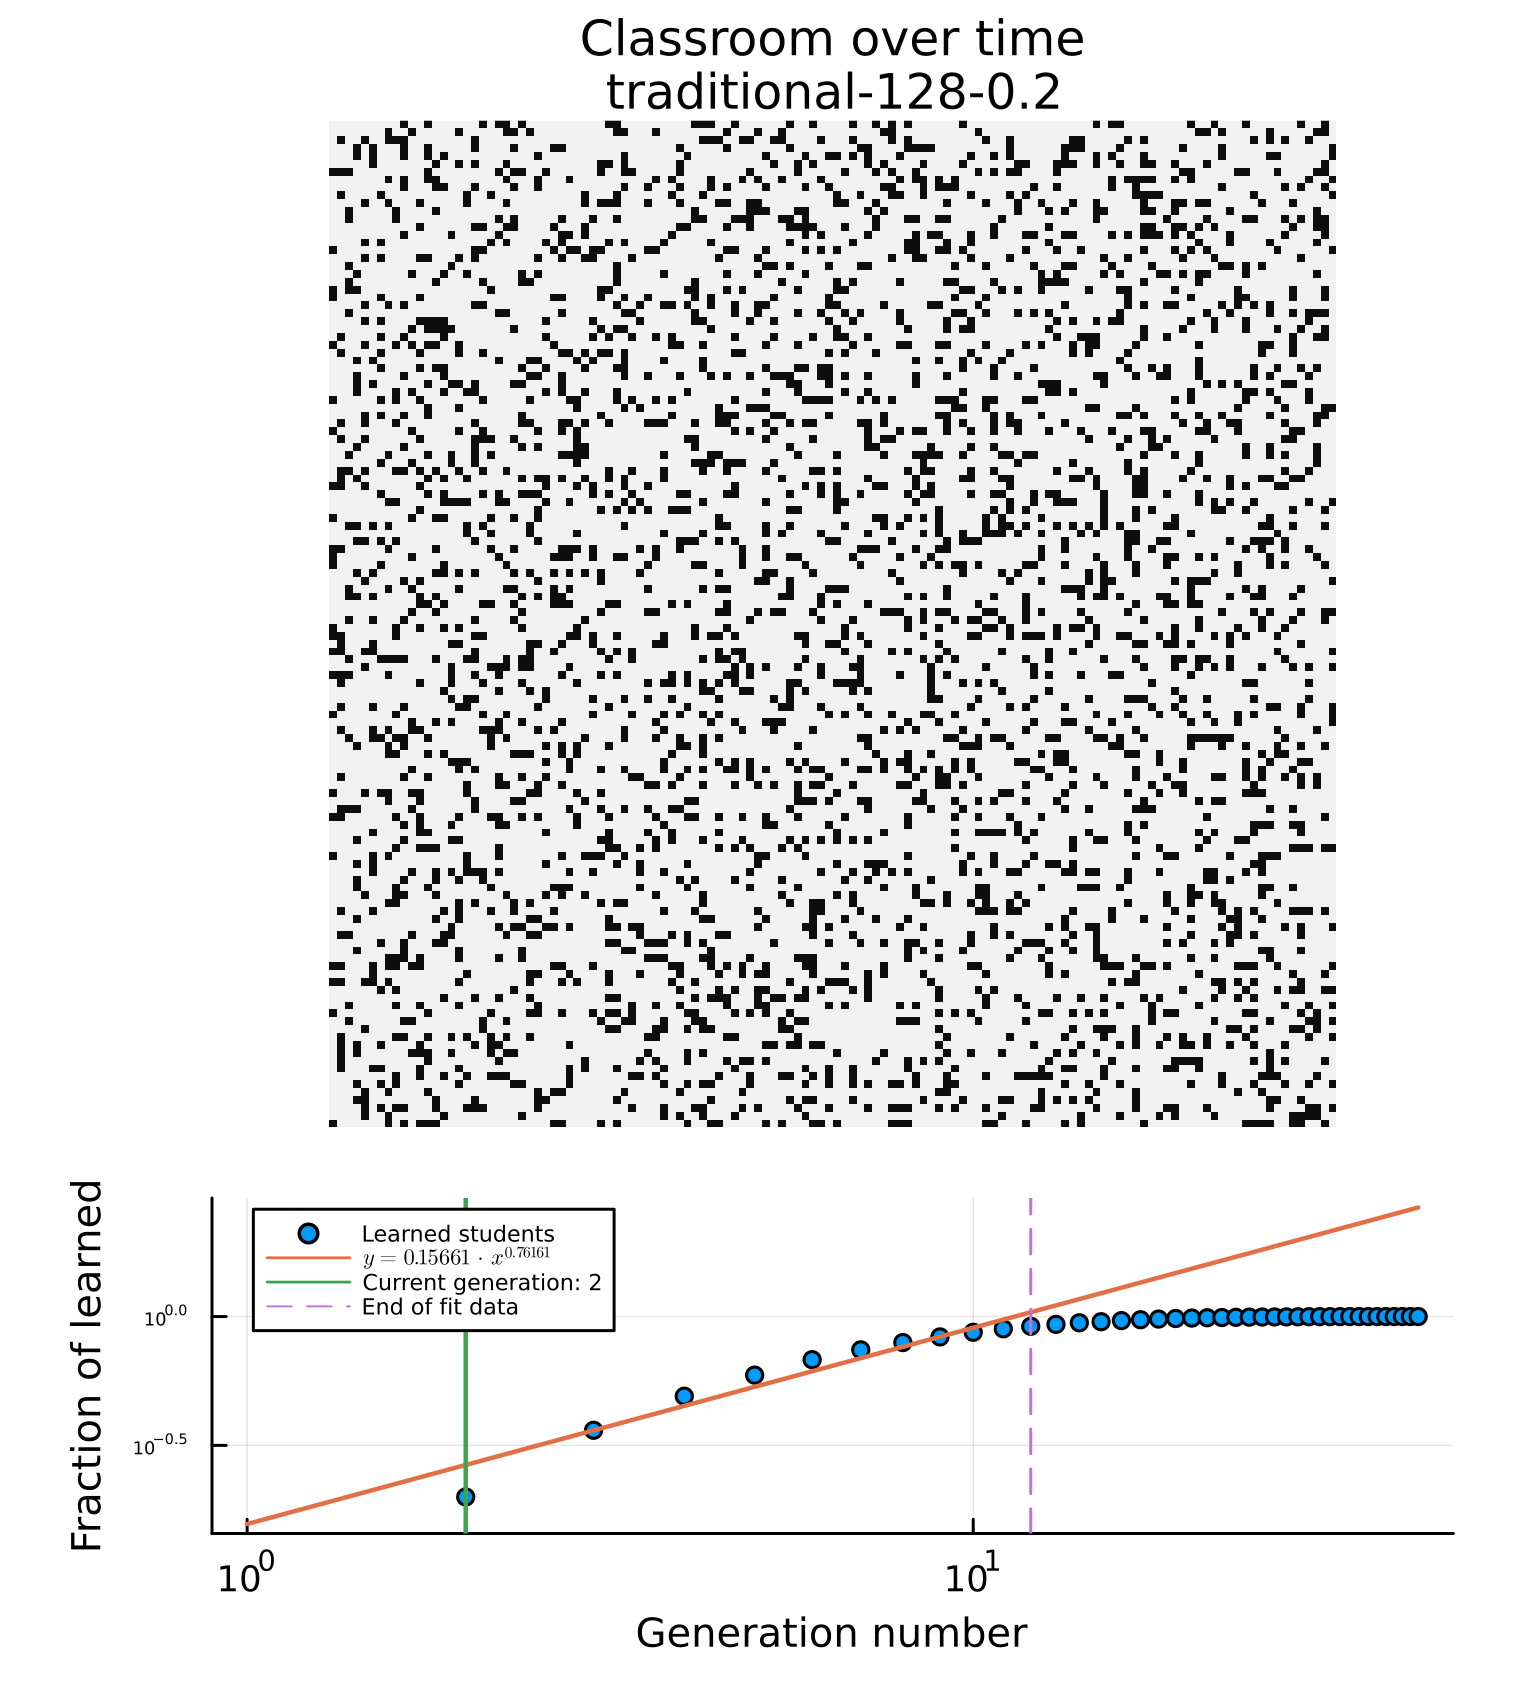 Classroom over time
traditional-128-0.2
Fraction of learned
Learned students
y = 0.15661 · x^0.76161
Current generation: 2
End of fit data
10^0.0
10^−0.5
10^0
10^1
Generation number